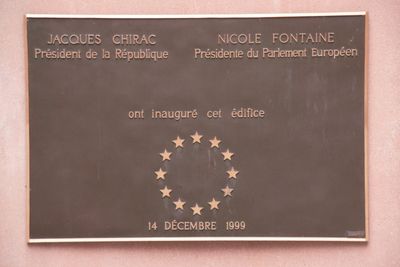 JACQUES CHIRAC
Président de la République
NICOLE FONTAINE
Présidente du Parlement Européen
ont inauguré cet édifice
14 DÉCEMBRE 1999